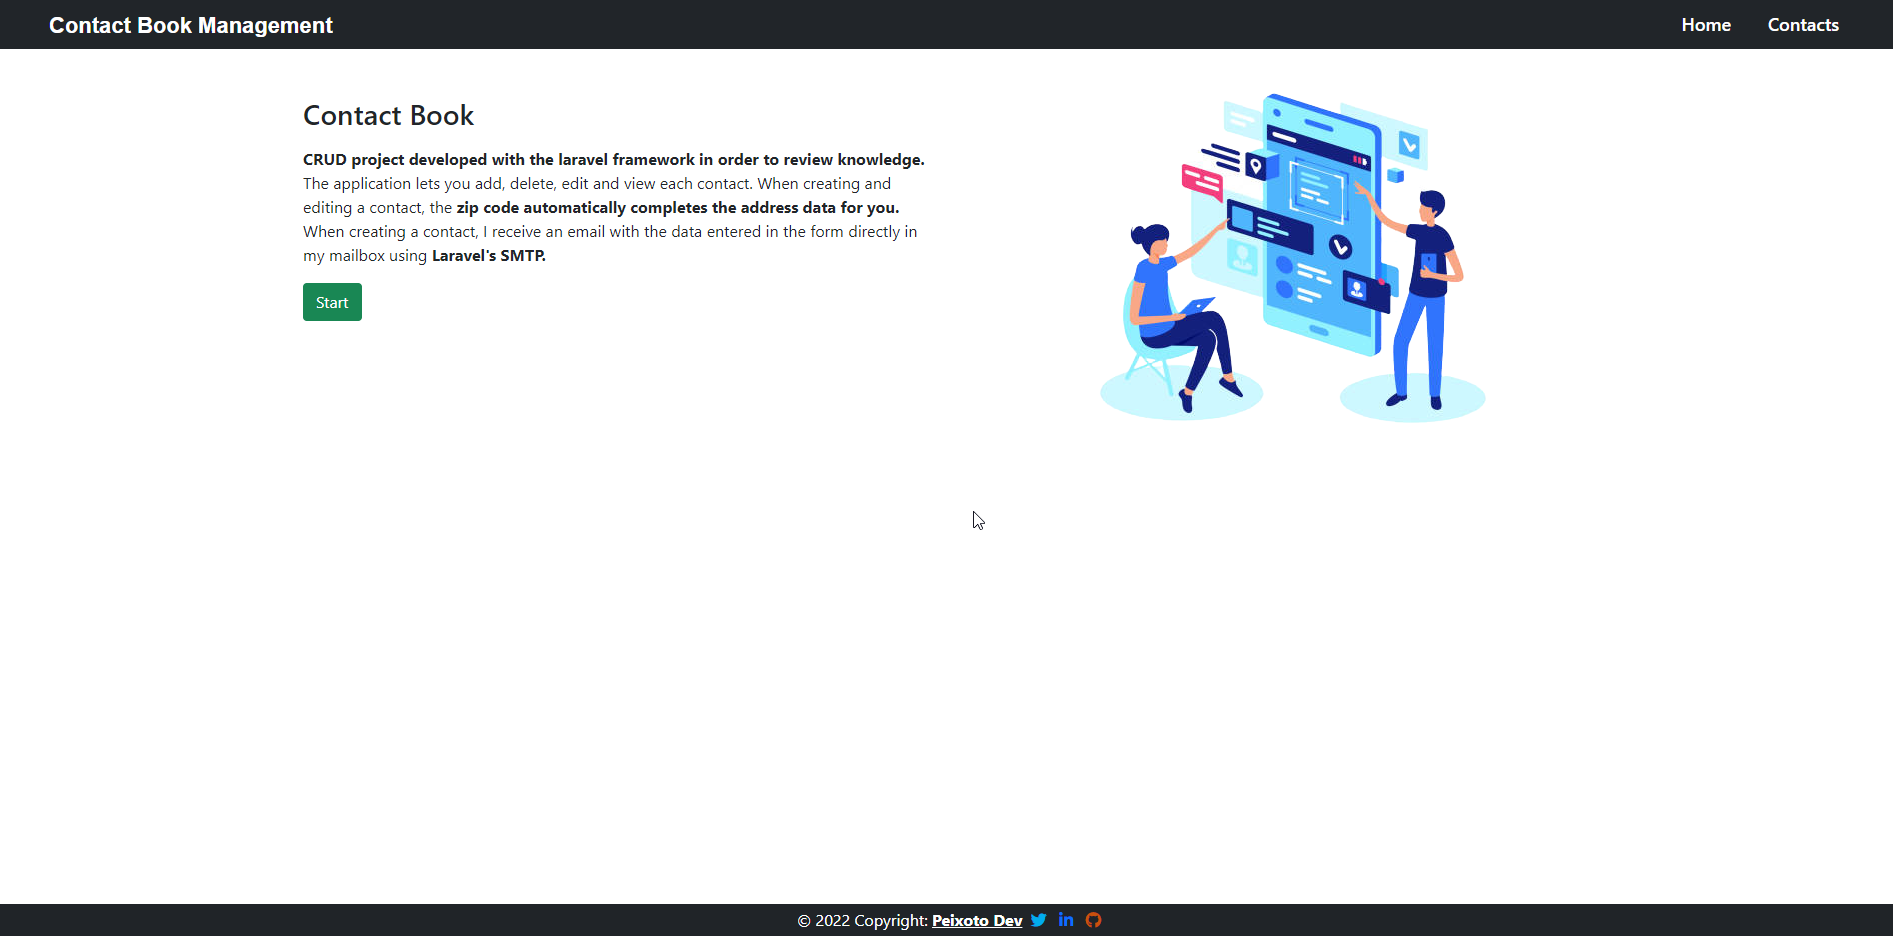 Contact Book Management
Home
Contacts
Contact Book
CRUD project developed with the laravel framework in order to review knowledge.
The application lets you add, delete, edit and view each contact. When creating and
editing a contact, the zip code automatically completes the address data for you.
When creating a contact, I receive an email with the data entered in the form directly in
my mailbox using Laravel's SMTP.
Start
© 2022 Copyright: Peixoto Dev